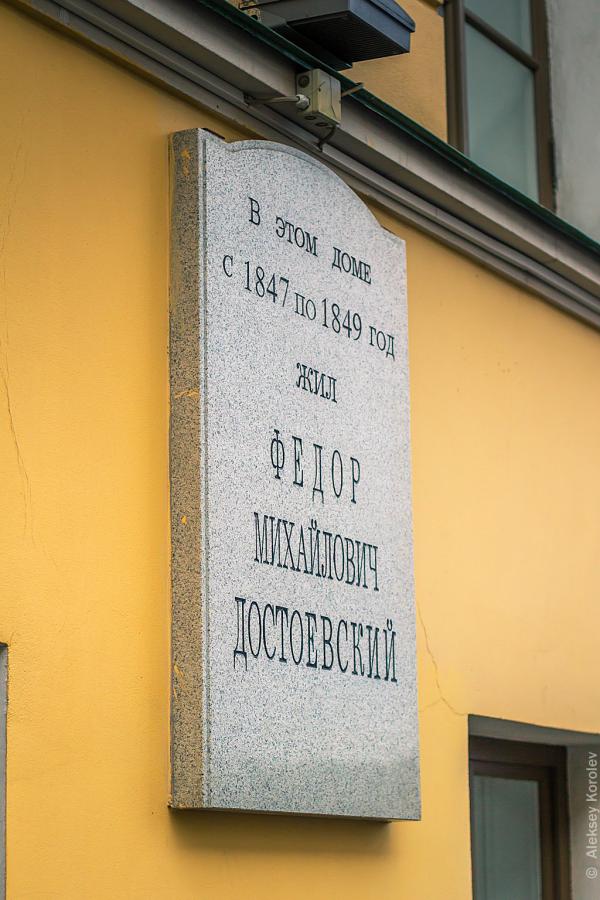 В ЭТОМ ДОМЕ
С 1847 ПО 1849 ГОД
ЖИЛ
ФЕДОР
МИХАЙЛОВИЧ
ДОСТОЕВСКИЙ
© Aleksey Korolev